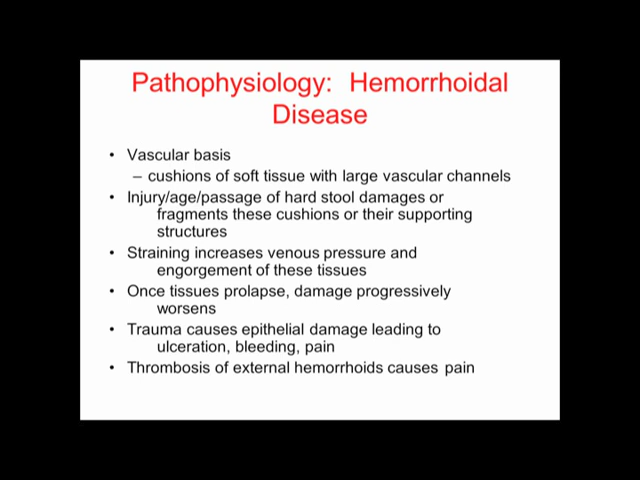 Pathophysiology: Hemorrhoidal
Disease
• Vascular basis
– cushions of soft tissue with large vascular channels
• Injury/age/passage of hard stool damages or
fragments these cushions or their supporting
structures
• Straining increases venous pressure and
engorgement of these tissues
• Once tissues prolapse, damage progressively
worsens
• Trauma causes epithelial damage leading to
ulceration, bleeding, pain
• Thrombosis of external hemorrhoids causes pain